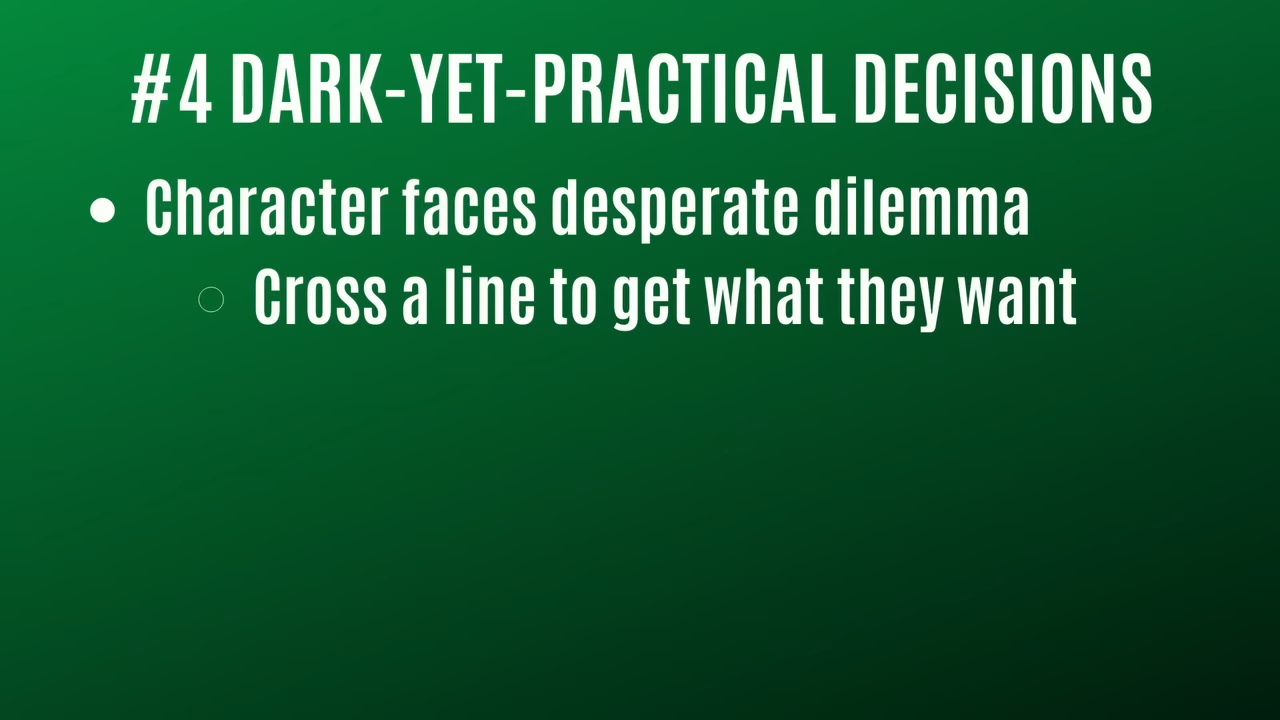 #4 DARK-YET-PRACTICAL DECISIONS
● Character faces desperate dilemma
○ Cross a line to get what they want